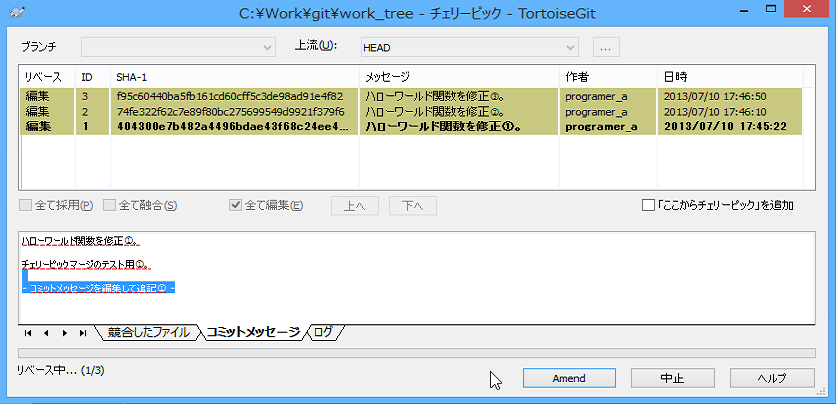 C:¥Work¥git¥work_tree - チェリーピック - TortoiseGit
ブランチ 上流(U): HEAD ...
リベース ID SHA-1 メッセージ 作者 日時
編集 3 f95c60440ba5fb161cd60cff5c3de98ad91e4f82 ハローワールド関数を修正②。 programer_a 2013/07/10 17:46:50
編集 2 74fe322f62c7e89f80bc275699549d9921f379f6 ハローワールド関数を修正②。 programer_a 2013/07/10 17:46:10
編集 1 404300e7b482a4496bdae43f68c24ee4... ハローワールド関数を修正①。 programer_a 2013/07/10 17:45:22
全て採用(P) 全て融合(S) 全て編集(E) 上へ 下へ 「ここからチェリーピック」を追加
ハローワールド関数を修正①。
チェリーピックマージのテスト用①。
- コミットメッセージを編集して追記① -
競合したファイル コミットメッセージ ログ
リベース中... (1/3)
Amend 中止 ヘルプ